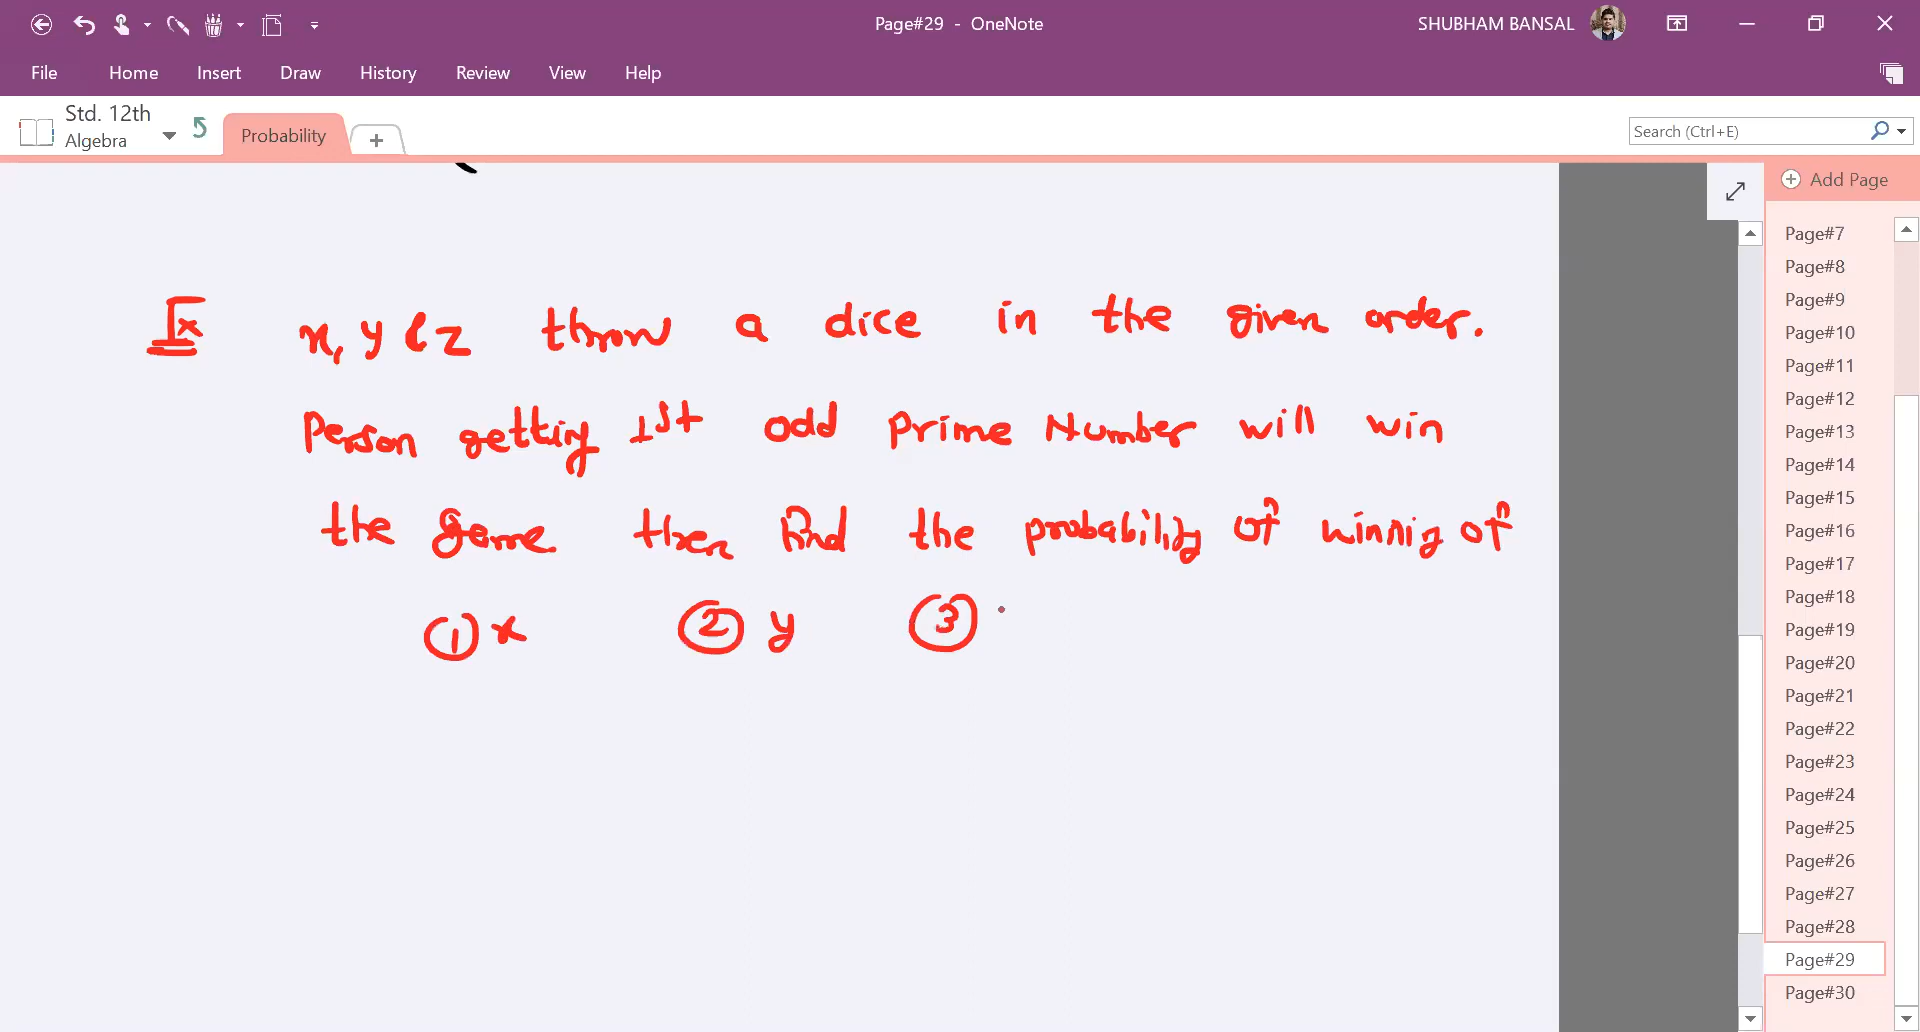 Page#29 - OneNote
SHUBHAM BANSAL
File Home Insert Draw History Review View Help
Std. 12th
Algebra
Probability
+
Search (Ctrl+E)
Add Page
Page#7
Page#8
Page#9
Page#10
Page#11
Page#12
Page#13
Page#14
Page#15
Page#16
Page#17
Page#18
Page#19
Page#20
Page#21
Page#22
Page#23
Page#24
Page#25
Page#26
Page#27
Page#28
Page#29
Page#30
Ex x, y & z throw a dice in the given order.
Person getting 1st odd prime Number will win
the game then find the probability of winnig of
① x ② y ③